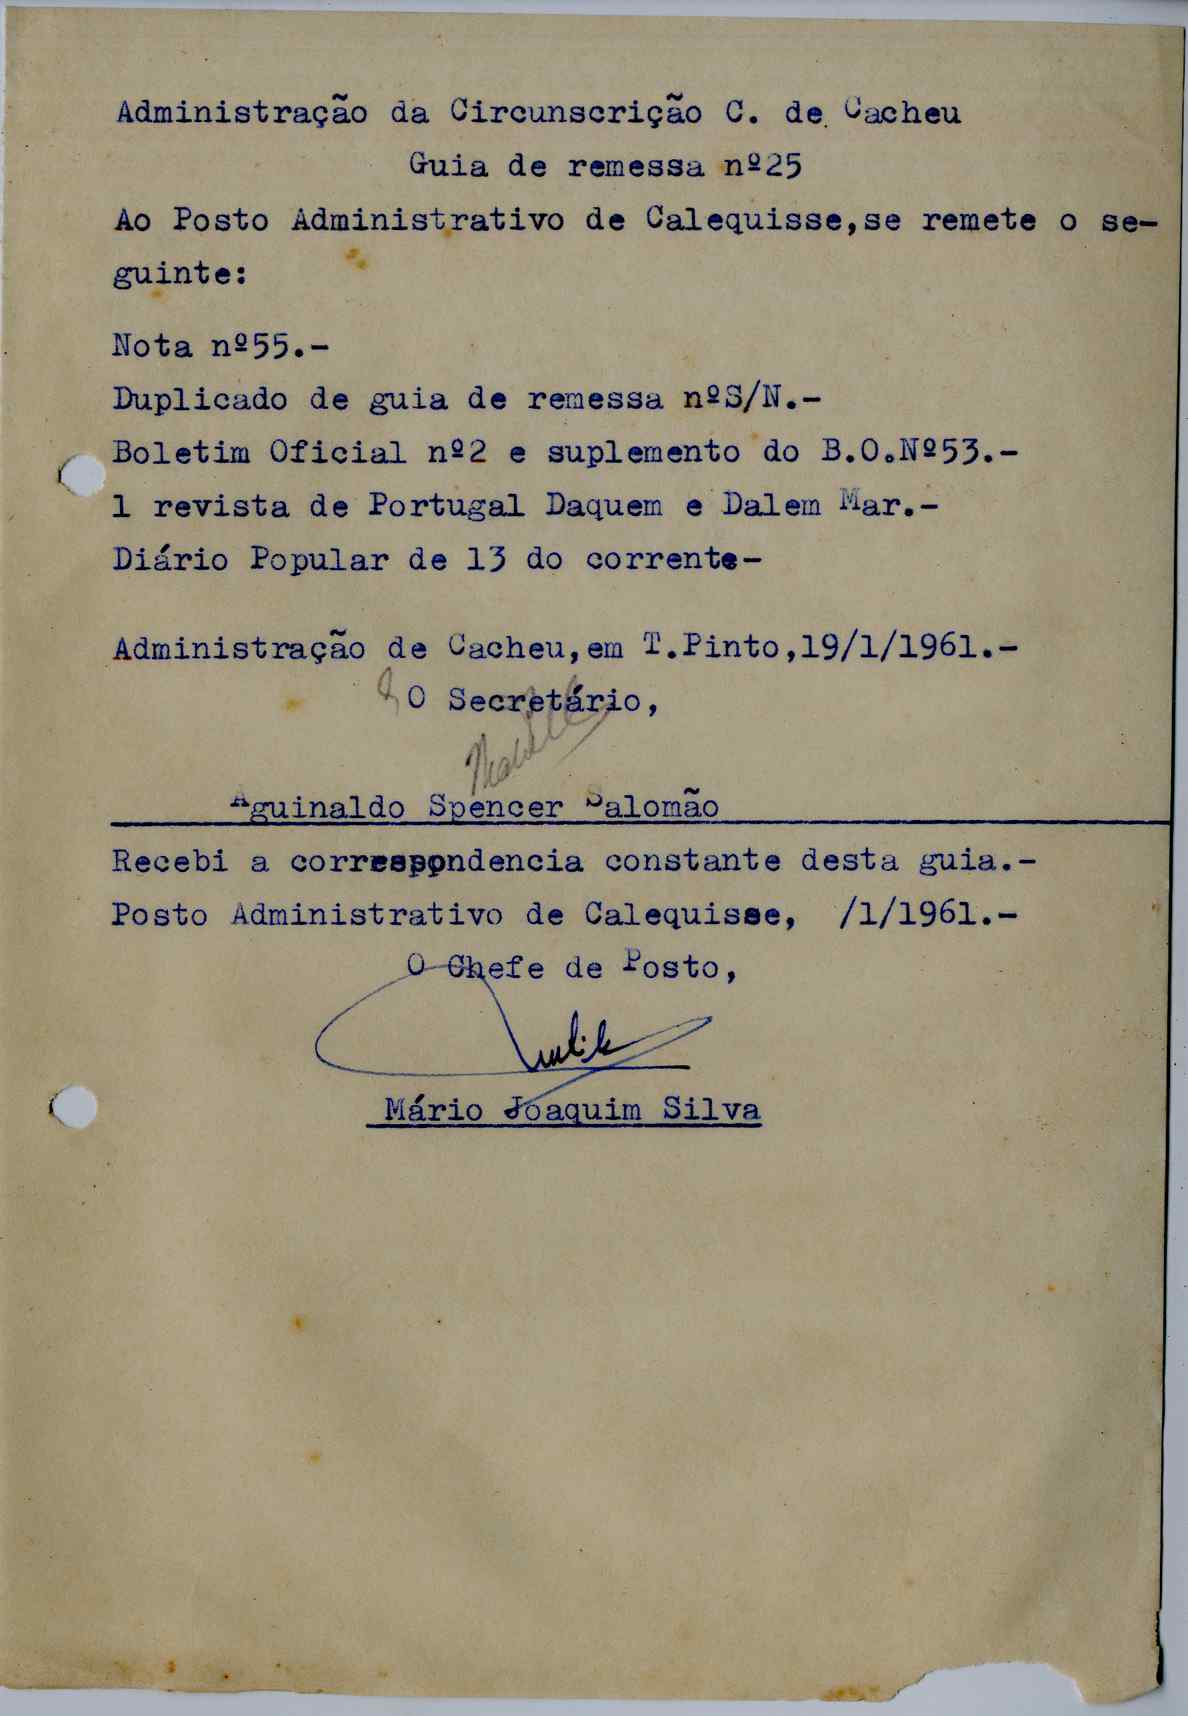 Administração da Circunscrição C. de Cacheu
Guia de remessa nº25
Ao Posto Administrativo de Calequisse,se remete o se-
guinte:
Nota nº55.-
Duplicado de guia de remessa nºS/N.-
Boletim Oficial nº2 e suplemento do B.O.Nº53.-
1 revista de Portugal Daquem e Dalem Mar.-
Diário Popular de 13 do corrente-
Administração de Cacheu,em T.Pinto,19/1/1961.-
O Secretário,
Aguinaldo Spencer Salomão
Recebi a correspondencia constante desta guia.-
Posto Administrativo de Calequisse, /1/1961.-
O Chefe de Posto,
Mário Joaquim Silva